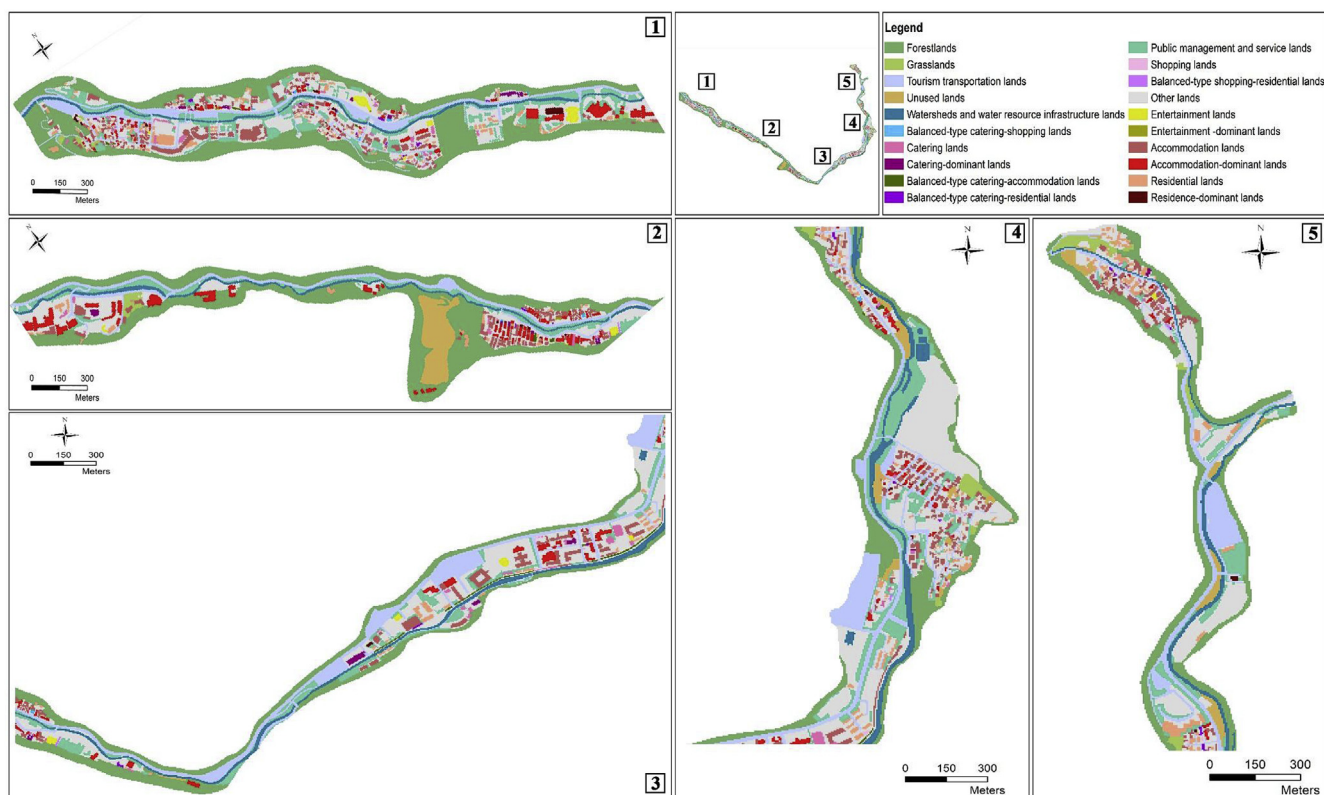 1
N
0 150 300
Meters
1
2
3
4
5
Legend
Forestlands
Grasslands
Tourism transportation lands
Unused lands
Watersheds and water resource infrastructure lands
Balanced-type catering-shopping lands
Catering lands
Catering-dominant lands
Balanced-type catering-accommodation lands
Balanced-type catering-residential lands
Public management and service lands
Shopping lands
Balanced-type shopping-residential lands
Other lands
Entertainment lands
Entertainment -dominant lands
Accommodation lands
Accommodation-dominant lands
Residential lands
Residence-dominant lands
2
N
0 150 300
Meters
N
0 150 300
Meters
3
4
N
0 150 300
Meters
5
N
0 150 300
Meters